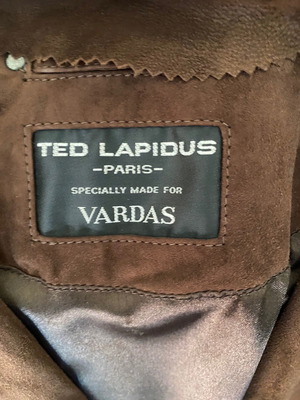 TED LAPIDUS
-PARIS-
SPECIALLY MADE FOR
VARDAS